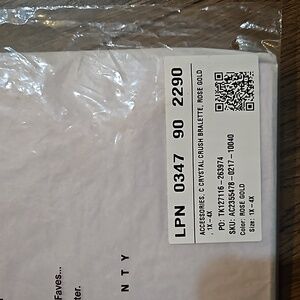 LPN 0347 90 2290
ACCESSORIES, C CRYSTAL CRUSH BRALETTE, ROSE GOLD
, 1X - 4X
PO: TK127116 - 263974
SKU: AC2355478 - 0217 - 10040
Color: ROSE GOLD
Size: 1X - 4X
NTY
Faves...
ter.